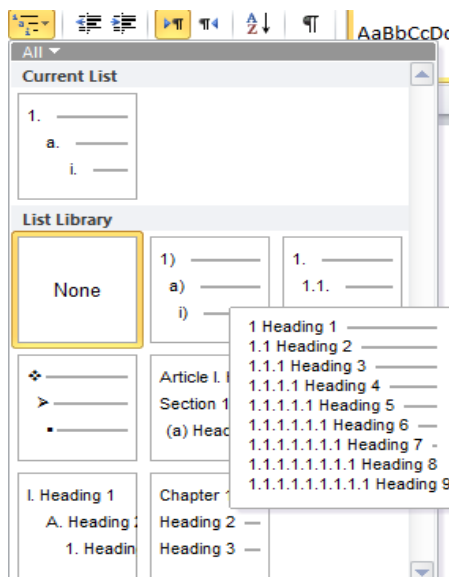 AaBbCcDc
All
Current List
1.
a.
i.
List Library
None
1)
a)
i)
1.
1.1.
1 Heading 1
1.1 Heading 2
1.1.1 Heading 3
1.1.1.1 Heading 4
1.1.1.1.1 Heading 5
1.1.1.1.1.1 Heading 6
1.1.1.1.1.1.1 Heading 7
1.1.1.1.1.1.1.1 Heading 8
1.1.1.1.1.1.1.1.1 Heading 9
Article I. H
Section 1
(a) Head
I. Heading 1
A. Heading 2
1. Headin
Chapter 1
Heading 2
Heading 3